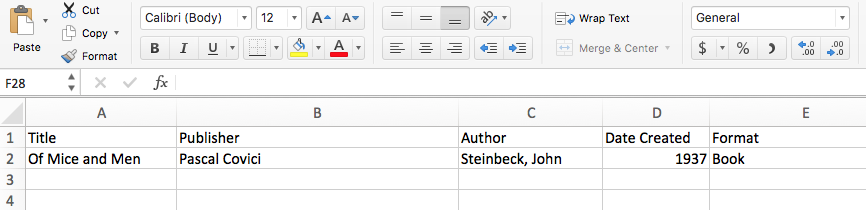 Cut
Calibri (Body) 12 A A Wrap Text General
Copy
Paste Format B I U A Merge & Center $ % .0 .00 .00 .0
F28 fx
A B C D E
1 Title Publisher Author Date Created Format
2 Of Mice and Men Pascal Covici Steinbeck, John 1937 Book
3
4